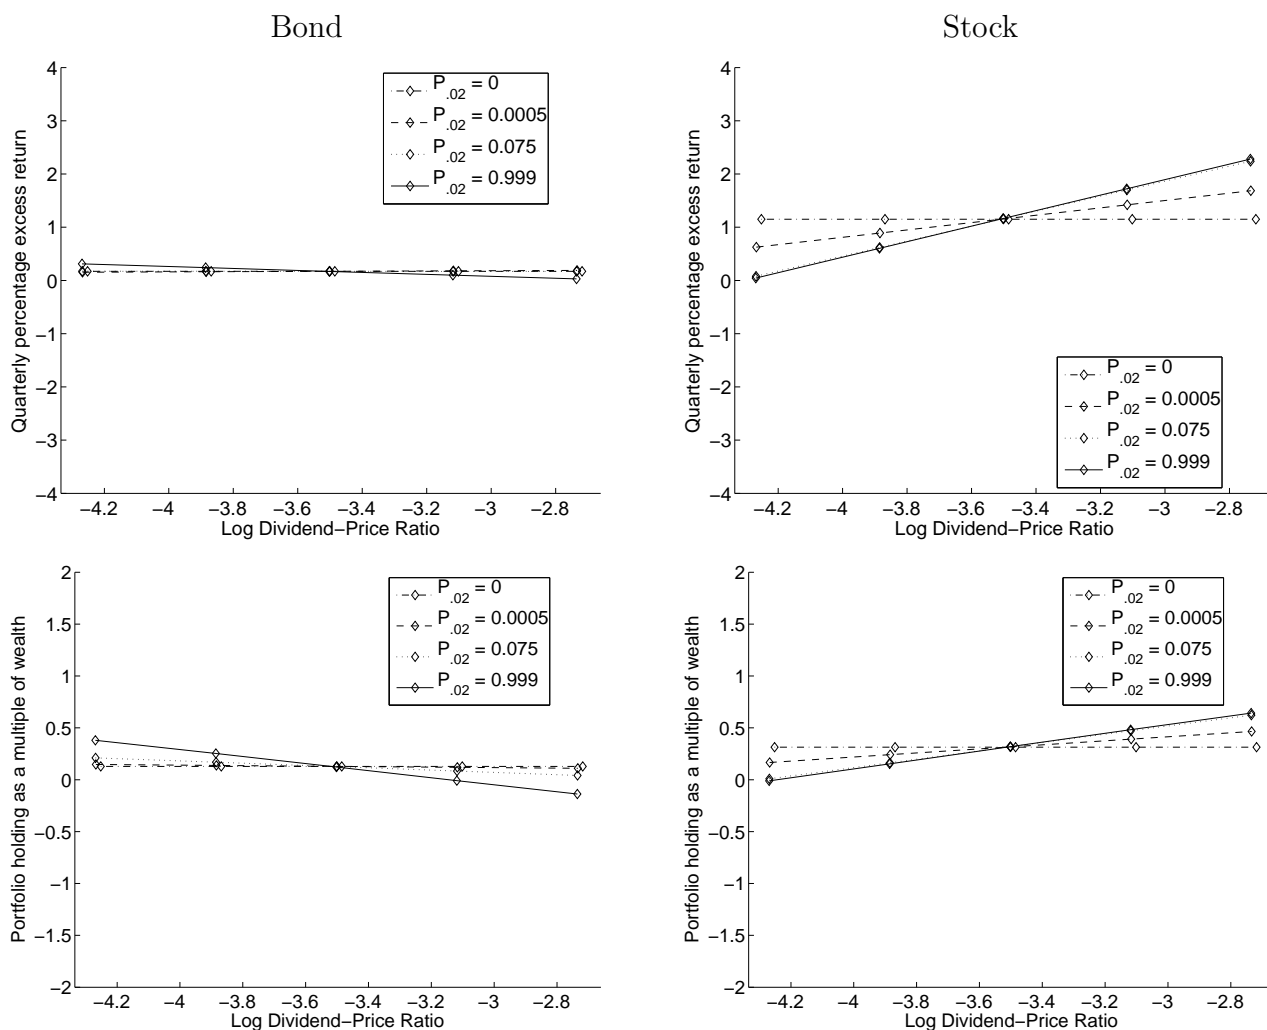 Bond
Stock
Quarterly percentage excess return
4
3
2
1
0
−1
−2
−3
−4
P.02 = 0
P.02 = 0.0005
P.02 = 0.075
P.02 = 0.999
−4.2 −4 −3.8 −3.6 −3.4 −3.2 −3 −2.8
Log Dividend−Price Ratio
Quarterly percentage excess return
4
3
2
1
0
−1
−2
−3
−4
P.02 = 0
P.02 = 0.0005
P.02 = 0.075
P.02 = 0.999
−4.2 −4 −3.8 −3.6 −3.4 −3.2 −3 −2.8
Log Dividend−Price Ratio
Portfolio holding as a multiple of wealth
2
1.5
1
0.5
0
−0.5
−1
−1.5
−2
P.02 = 0
P.02 = 0.0005
P.02 = 0.075
P.02 = 0.999
−4.2 −4 −3.8 −3.6 −3.4 −3.2 −3 −2.8
Log Dividend−Price Ratio
Portfolio holding as a multiple of wealth
2
1.5
1
0.5
0
−0.5
−1
−1.5
−2
P.02 = 0
P.02 = 0.0005
P.02 = 0.075
P.02 = 0.999
−4.2 −4 −3.8 −3.6 −3.4 −3.2 −3 −2.8
Log Dividend−Price Ratio